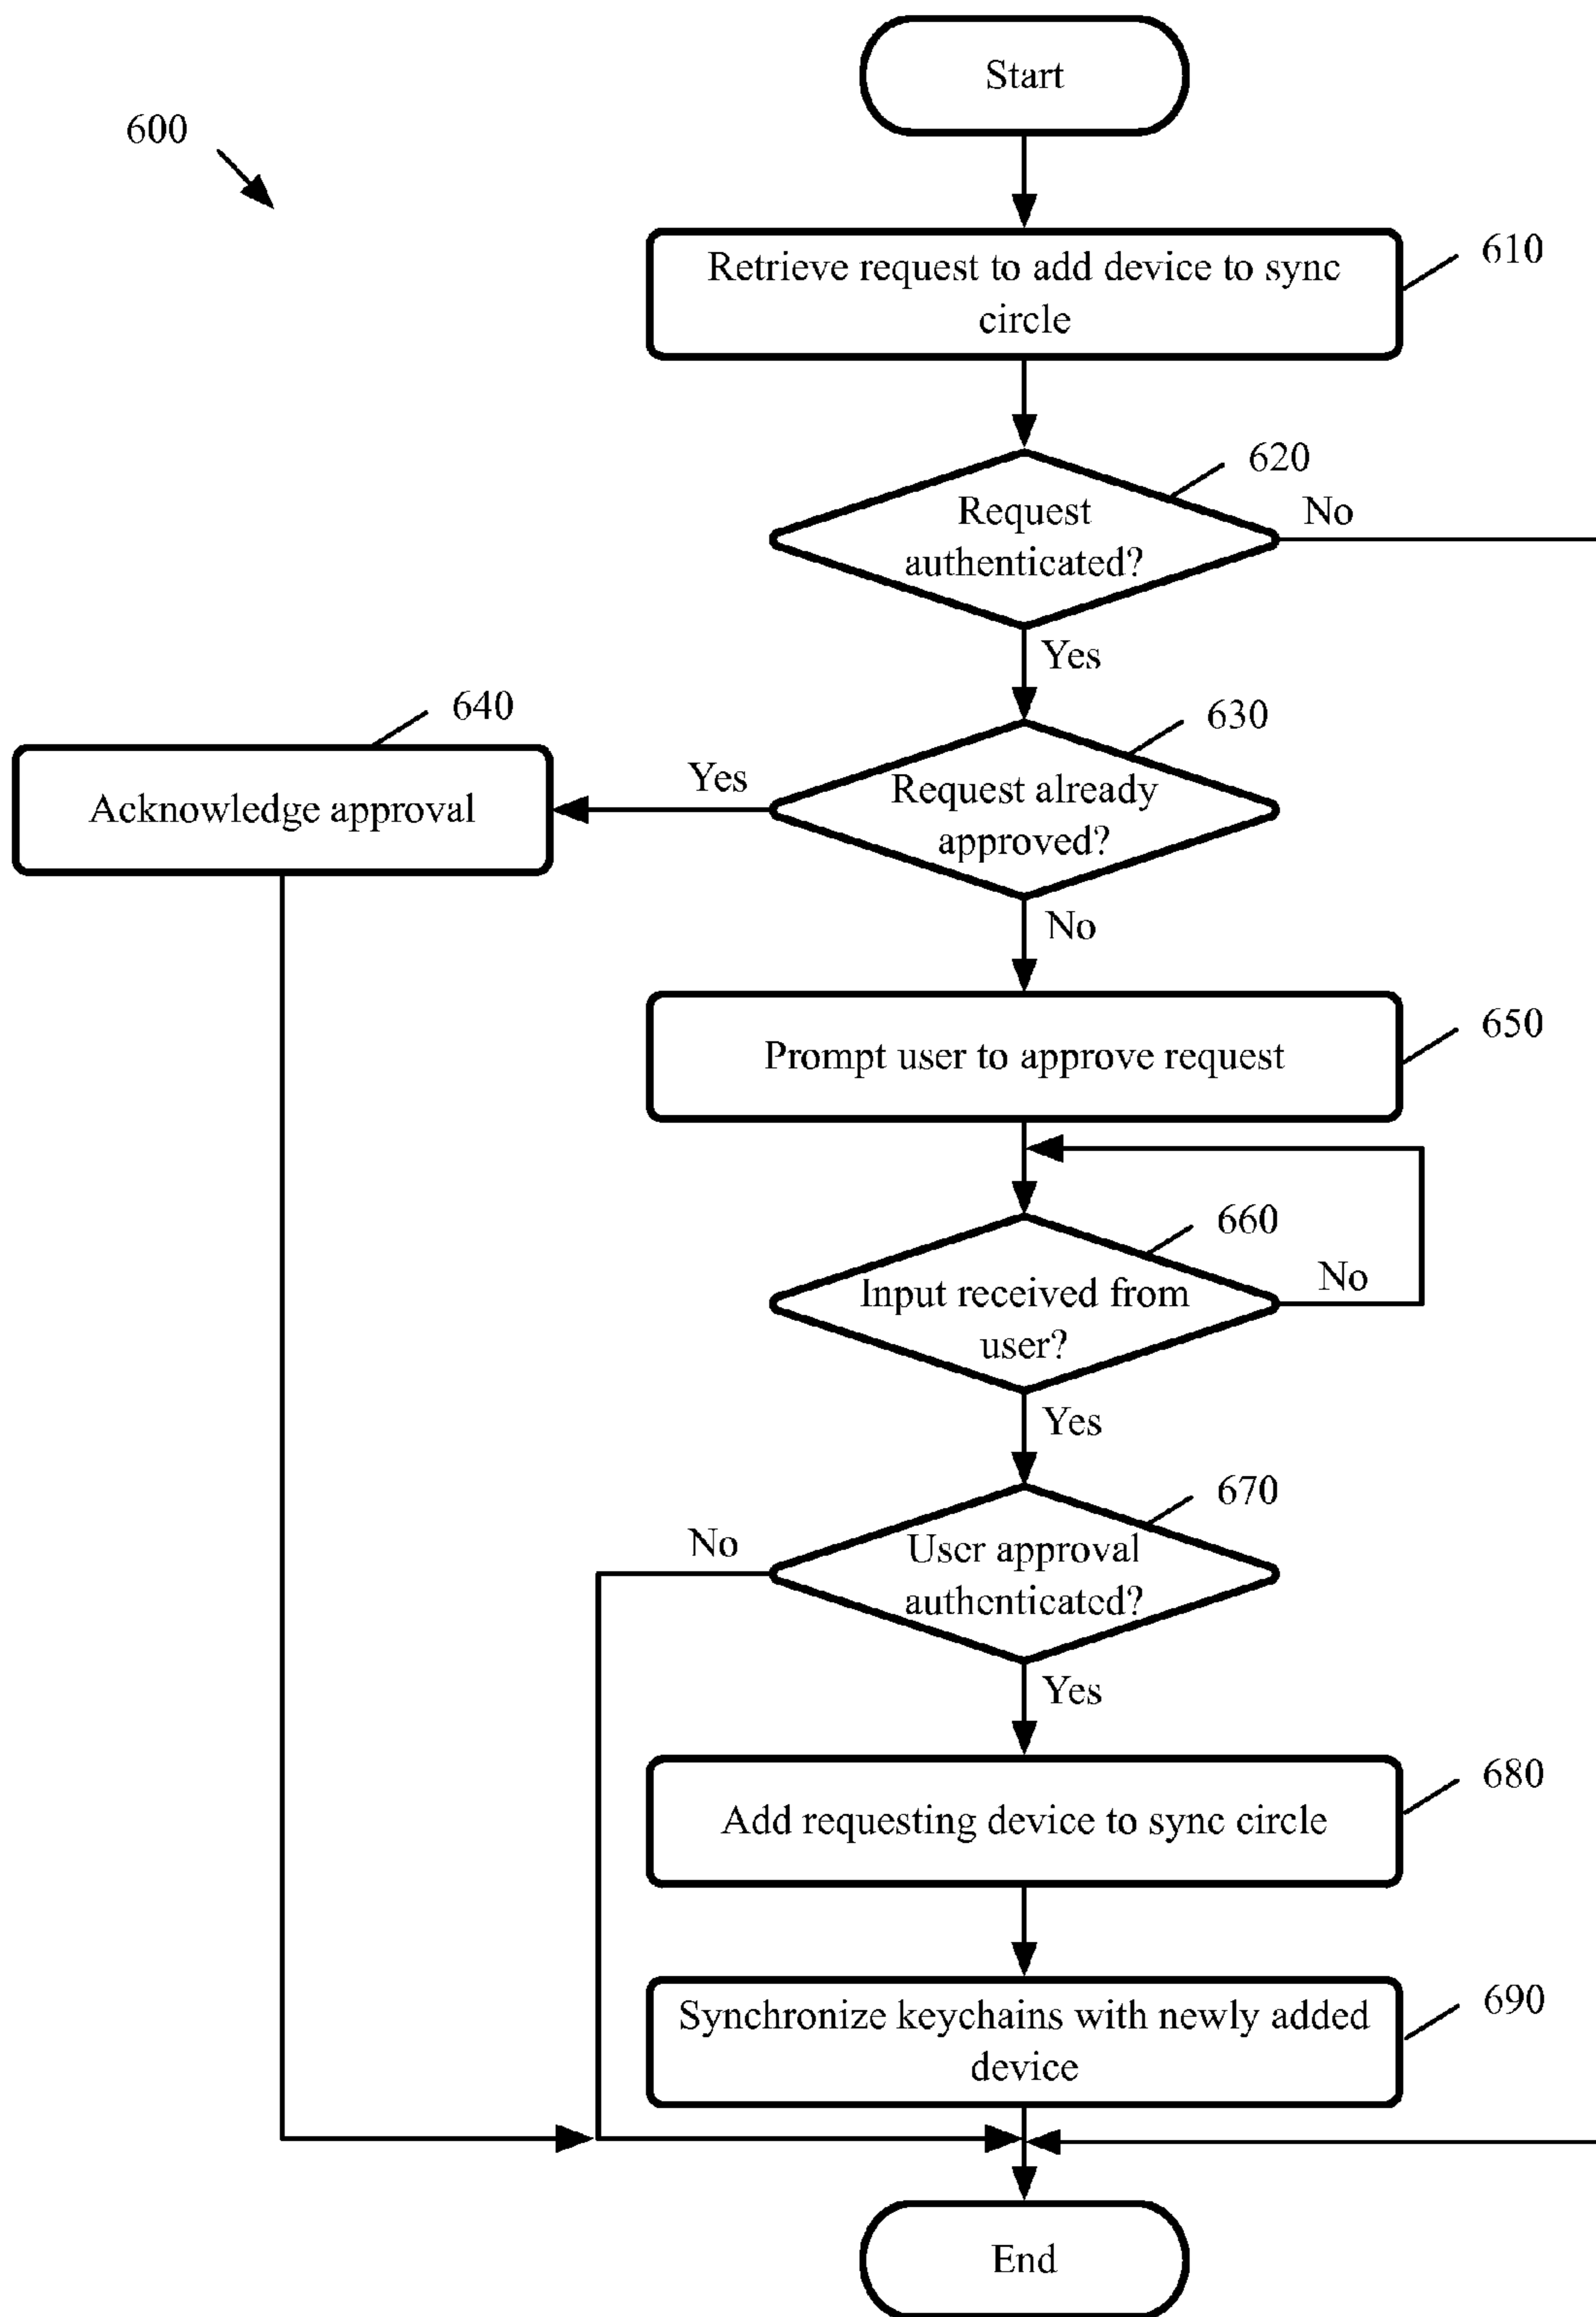 Start
600
Retrieve request to add device to sync
circle
610
620
Request
authenticated?
No
Yes
640
630
Acknowledge approval
Yes
Request already
approved?
No
Prompt user to approve request
650
660
Input received from
user?
No
Yes
670
No
User approval
authenticated?
Yes
Add requesting device to sync circle
680
Synchronize keychains with newly added
device
690
End